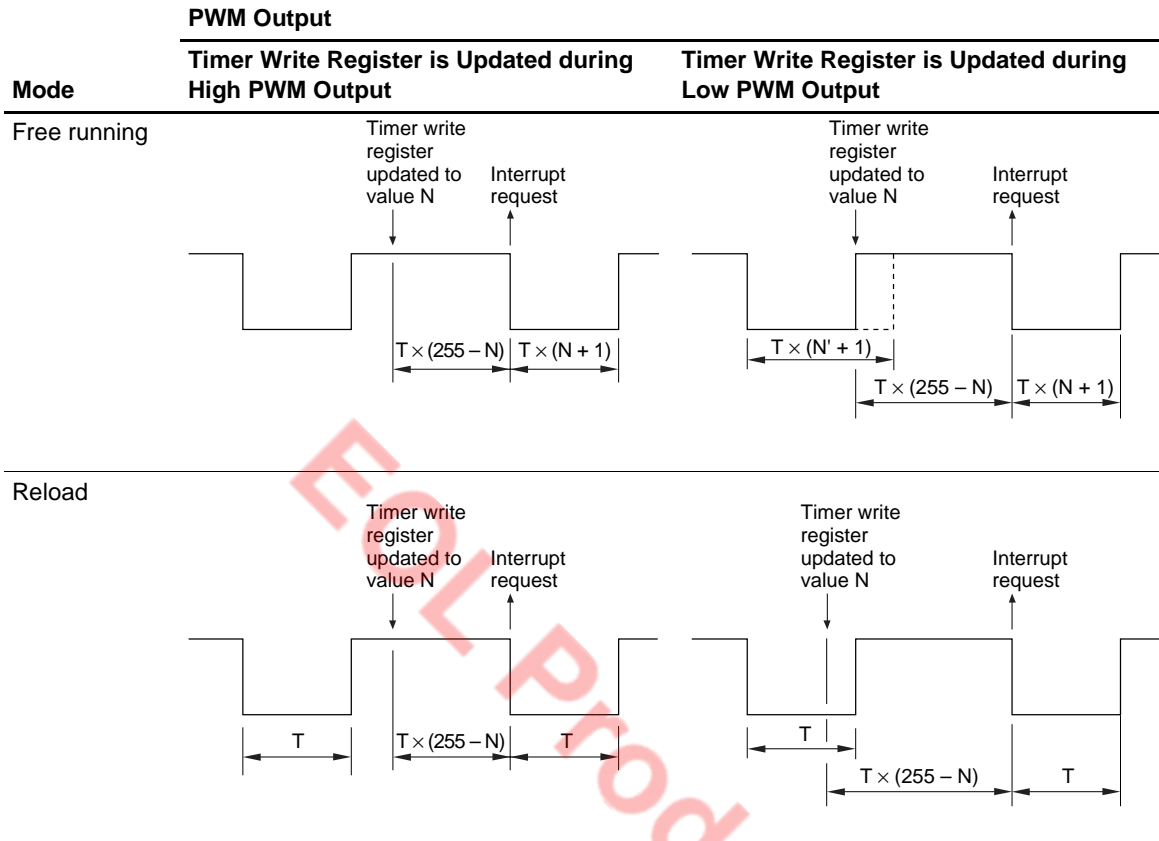 PWM Output
Mode
Timer Write Register is Updated during
High PWM Output
Timer Write Register is Updated during
Low PWM Output
Free running
Timer write
register
updated to
value N
Interrupt
request
T × (255 – N)
T × (N + 1)
Timer write
register
updated to
value N
Interrupt
request
T × (N' + 1)
T × (255 – N)
T × (N + 1)
Reload
Timer write
register
updated to
value N
Interrupt
request
T
T × (255 – N)
T
Timer write
register
updated to
value N
Interrupt
request
T
T × (255 – N)
T
EOL Prod